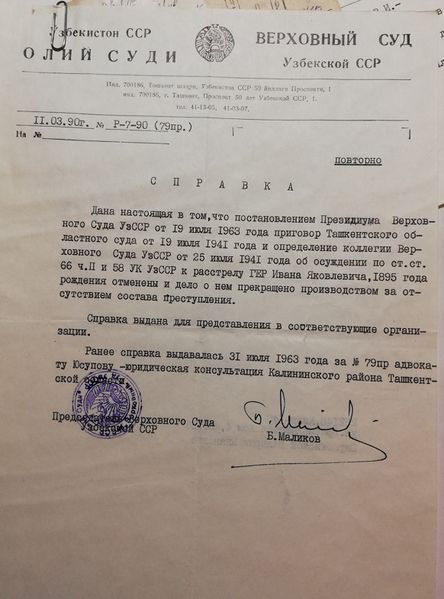 Узбекистон ССР
ОЛИЙ СУДИ
ВЕРХОВНЫЙ СУД
Узбекской ССР
Инд. 700186, Тошкент шаҳри, Узбекистон ССР 50 йиллиги Проспекти, 1
инд. 700186, г. Ташкент, Проспект 50 лет Узбекской ССР, 1.
тел. 41-13-05, 41-03-07.
II.03.90г. № Р-7-90 (79пр.)
На №
ПОВТОРНО
С П Р А В К А
Дана настоящая в том,что постановлением Президиума Верхов-
ного Суда УзССР от 19 июля 1963 года приговор Ташкентского об-
ластного суда от 19 июля 1941 года и определение коллегии Вер-
ховного Суда УзССР от 25 июля 1941 года об осуждении по ст.ст.
66 ч.П и 58 УК УзССР к расстрелу ГЕР Ивана Яковлевича,1895 года
рождения отменены и дело о нем прекращено производством за от-
сутствием состава преступления.
Справка выдана для представления в соответствующие органи-
зации.
Ранее справка выдавалась 31 июля 1963 года за № 79пр адвока-
ту Юсупову -юридическая консультация Калининского района Ташкент-
ской области
Председатель Верховного Суда
Узбекской ССР
Б.Маликов